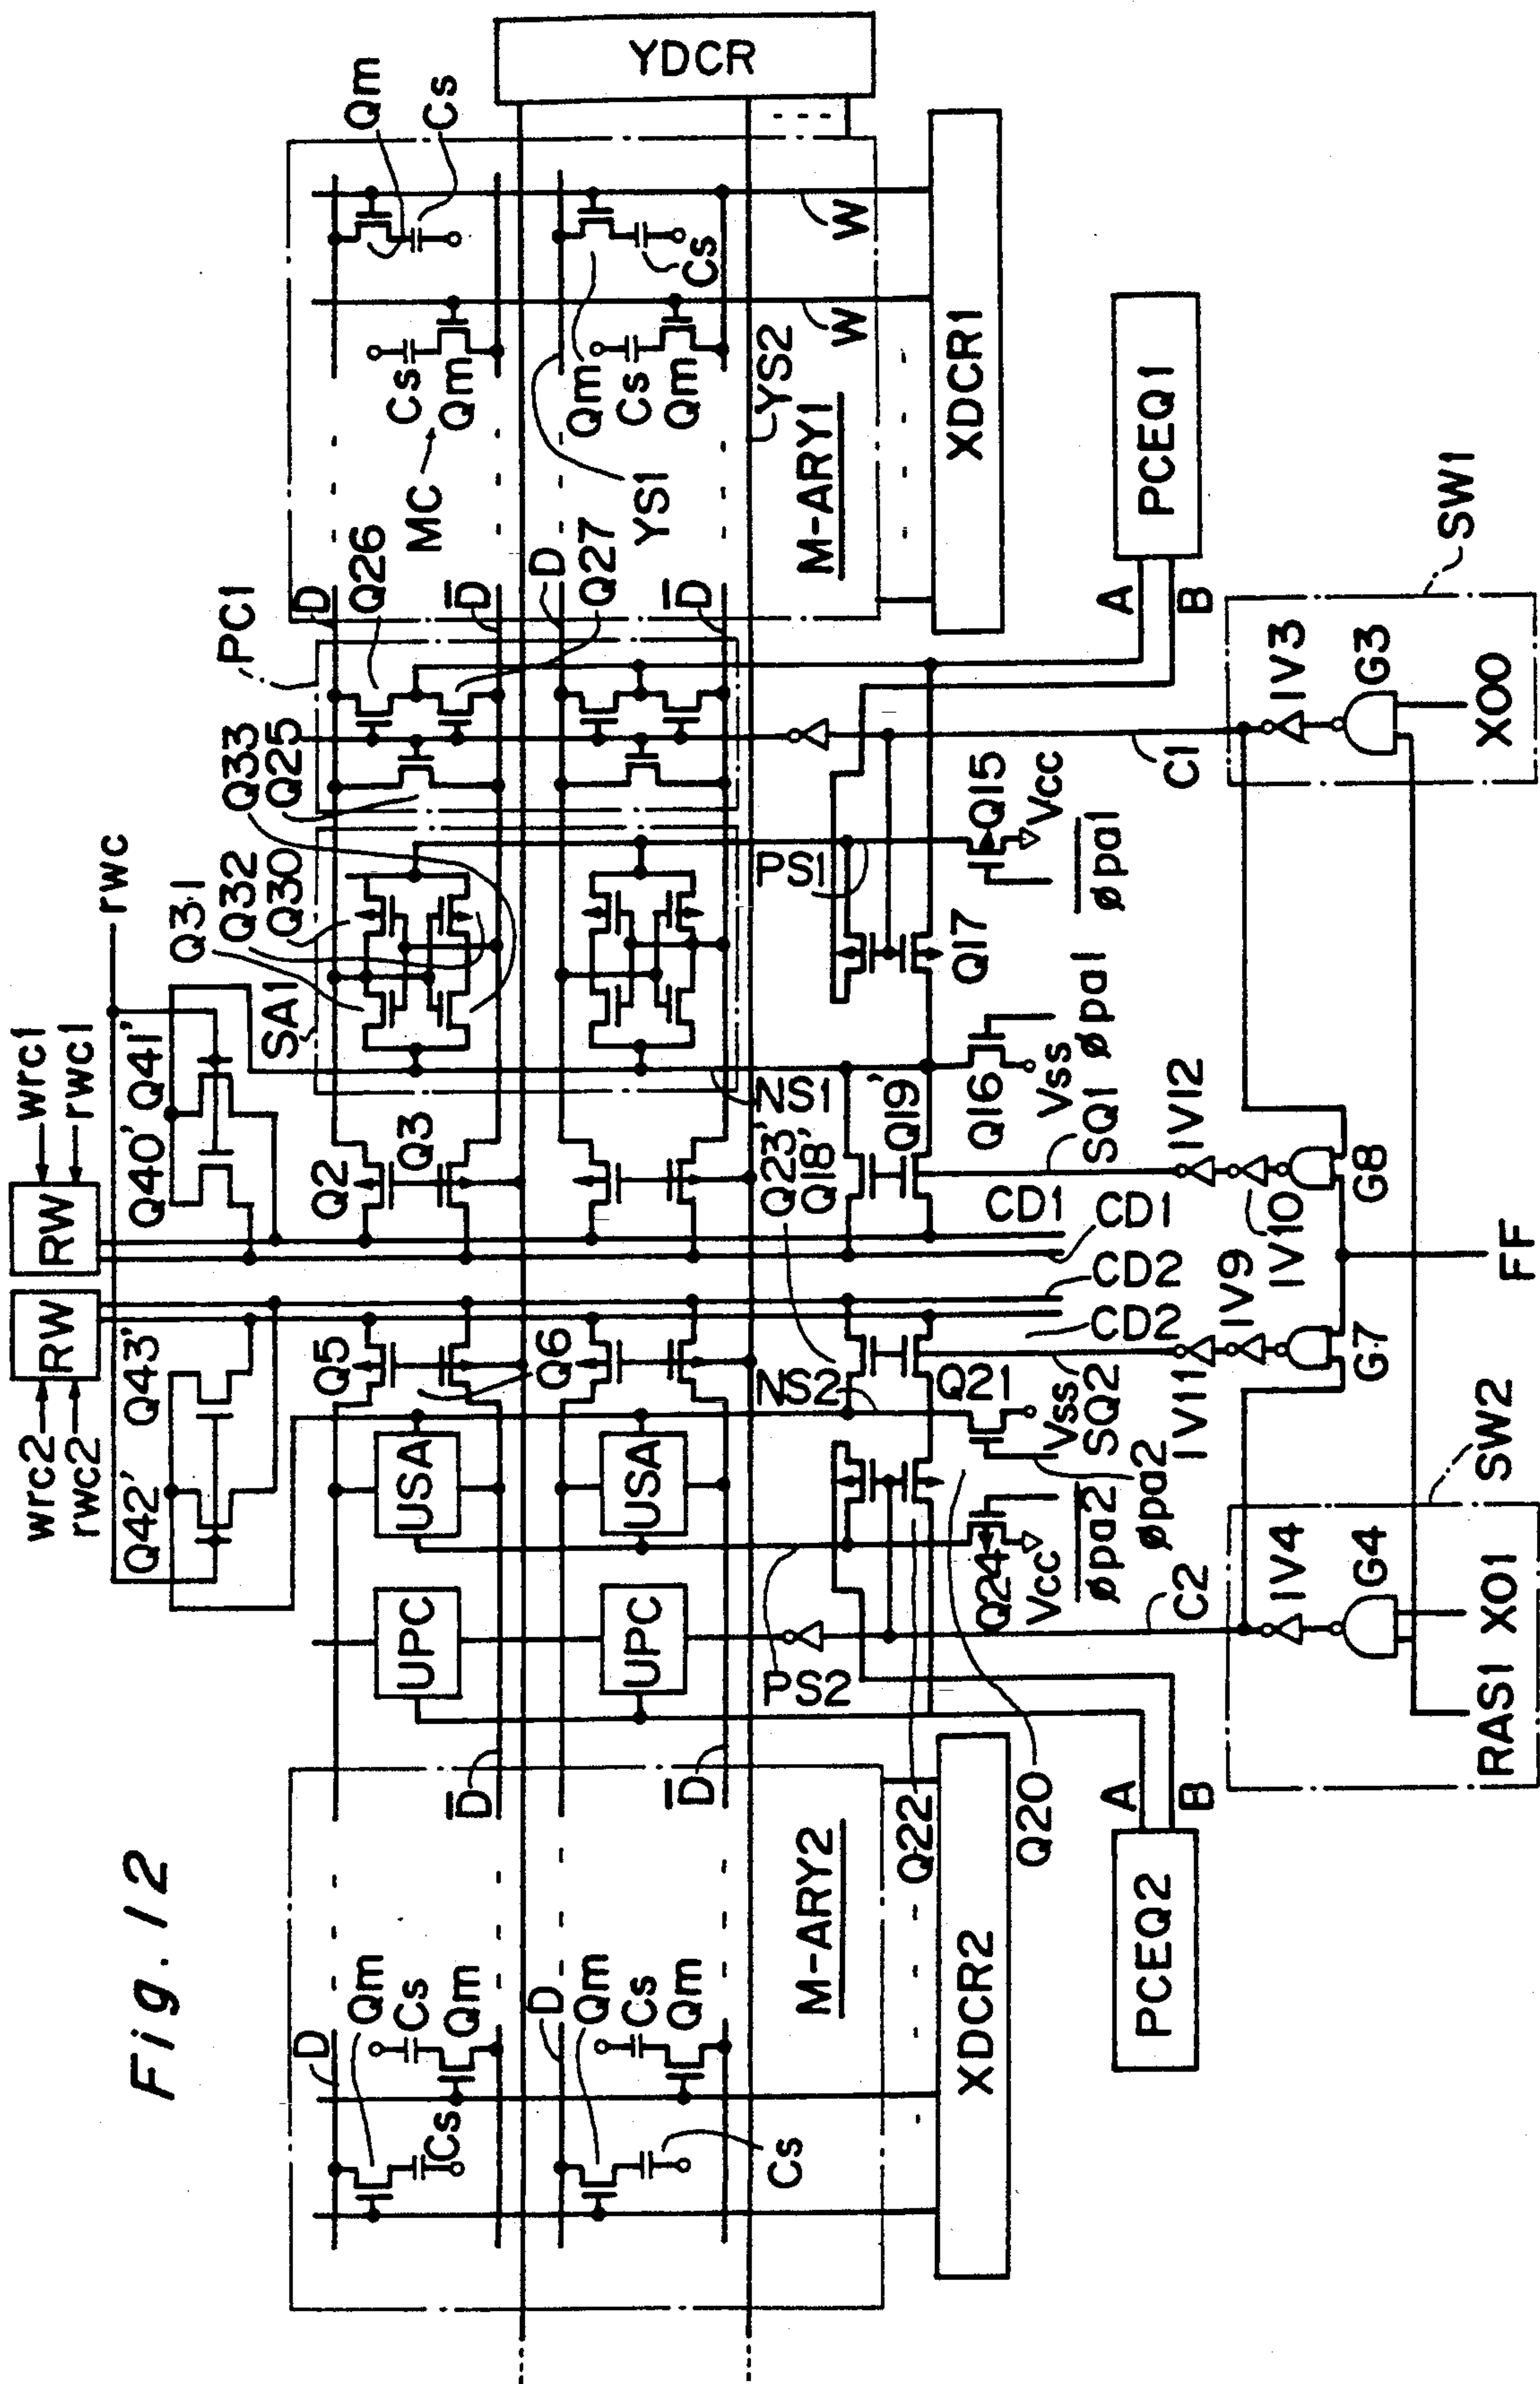 Fig. 12
D
Qm
Cs
Qm
Cs
D
Qm
Cs
Qm
Cs
M-ARY2
XDCR2
PCEQ2
A
B
D̅
D̅
UPC
UPC
USA
USA
wrc2
rwc2
RW
Q42'
Q43'
Q5
Q6
PS2
NS2
Q22
Q20
Q24
Vcc
φ̅p̅a̅2̅
φpa2
Q21
Vss
SQ2
C2
IV11
IV9
G7
CD2
CD2
SW2
IV4
G4
RAS1
X01
FF
wrc1
rwc1
RW
rwc
Q40'
Q41'
Q2
Q3
SA1
Q31
Q32
Q30
Q33
Q25
PC1
NS1
Q23'
Q18'
Q19'
CD1
CD1
Q16
Vss
SQ1
φpa1
IV12
IV10
G8
PS1
Q17
Q15
Vcc
φ̅p̅a̅1̅
C1
D
Q26
D̅
D
Q27
D̅
MC
Cs
Qm
Qm
Cs
YS1
Qm
Cs
Qm
Cs
YS2
M-ARY1
W
W
YDCR
XDCR1
PCEQ1
A
B
SW1
IV3
G3
X00